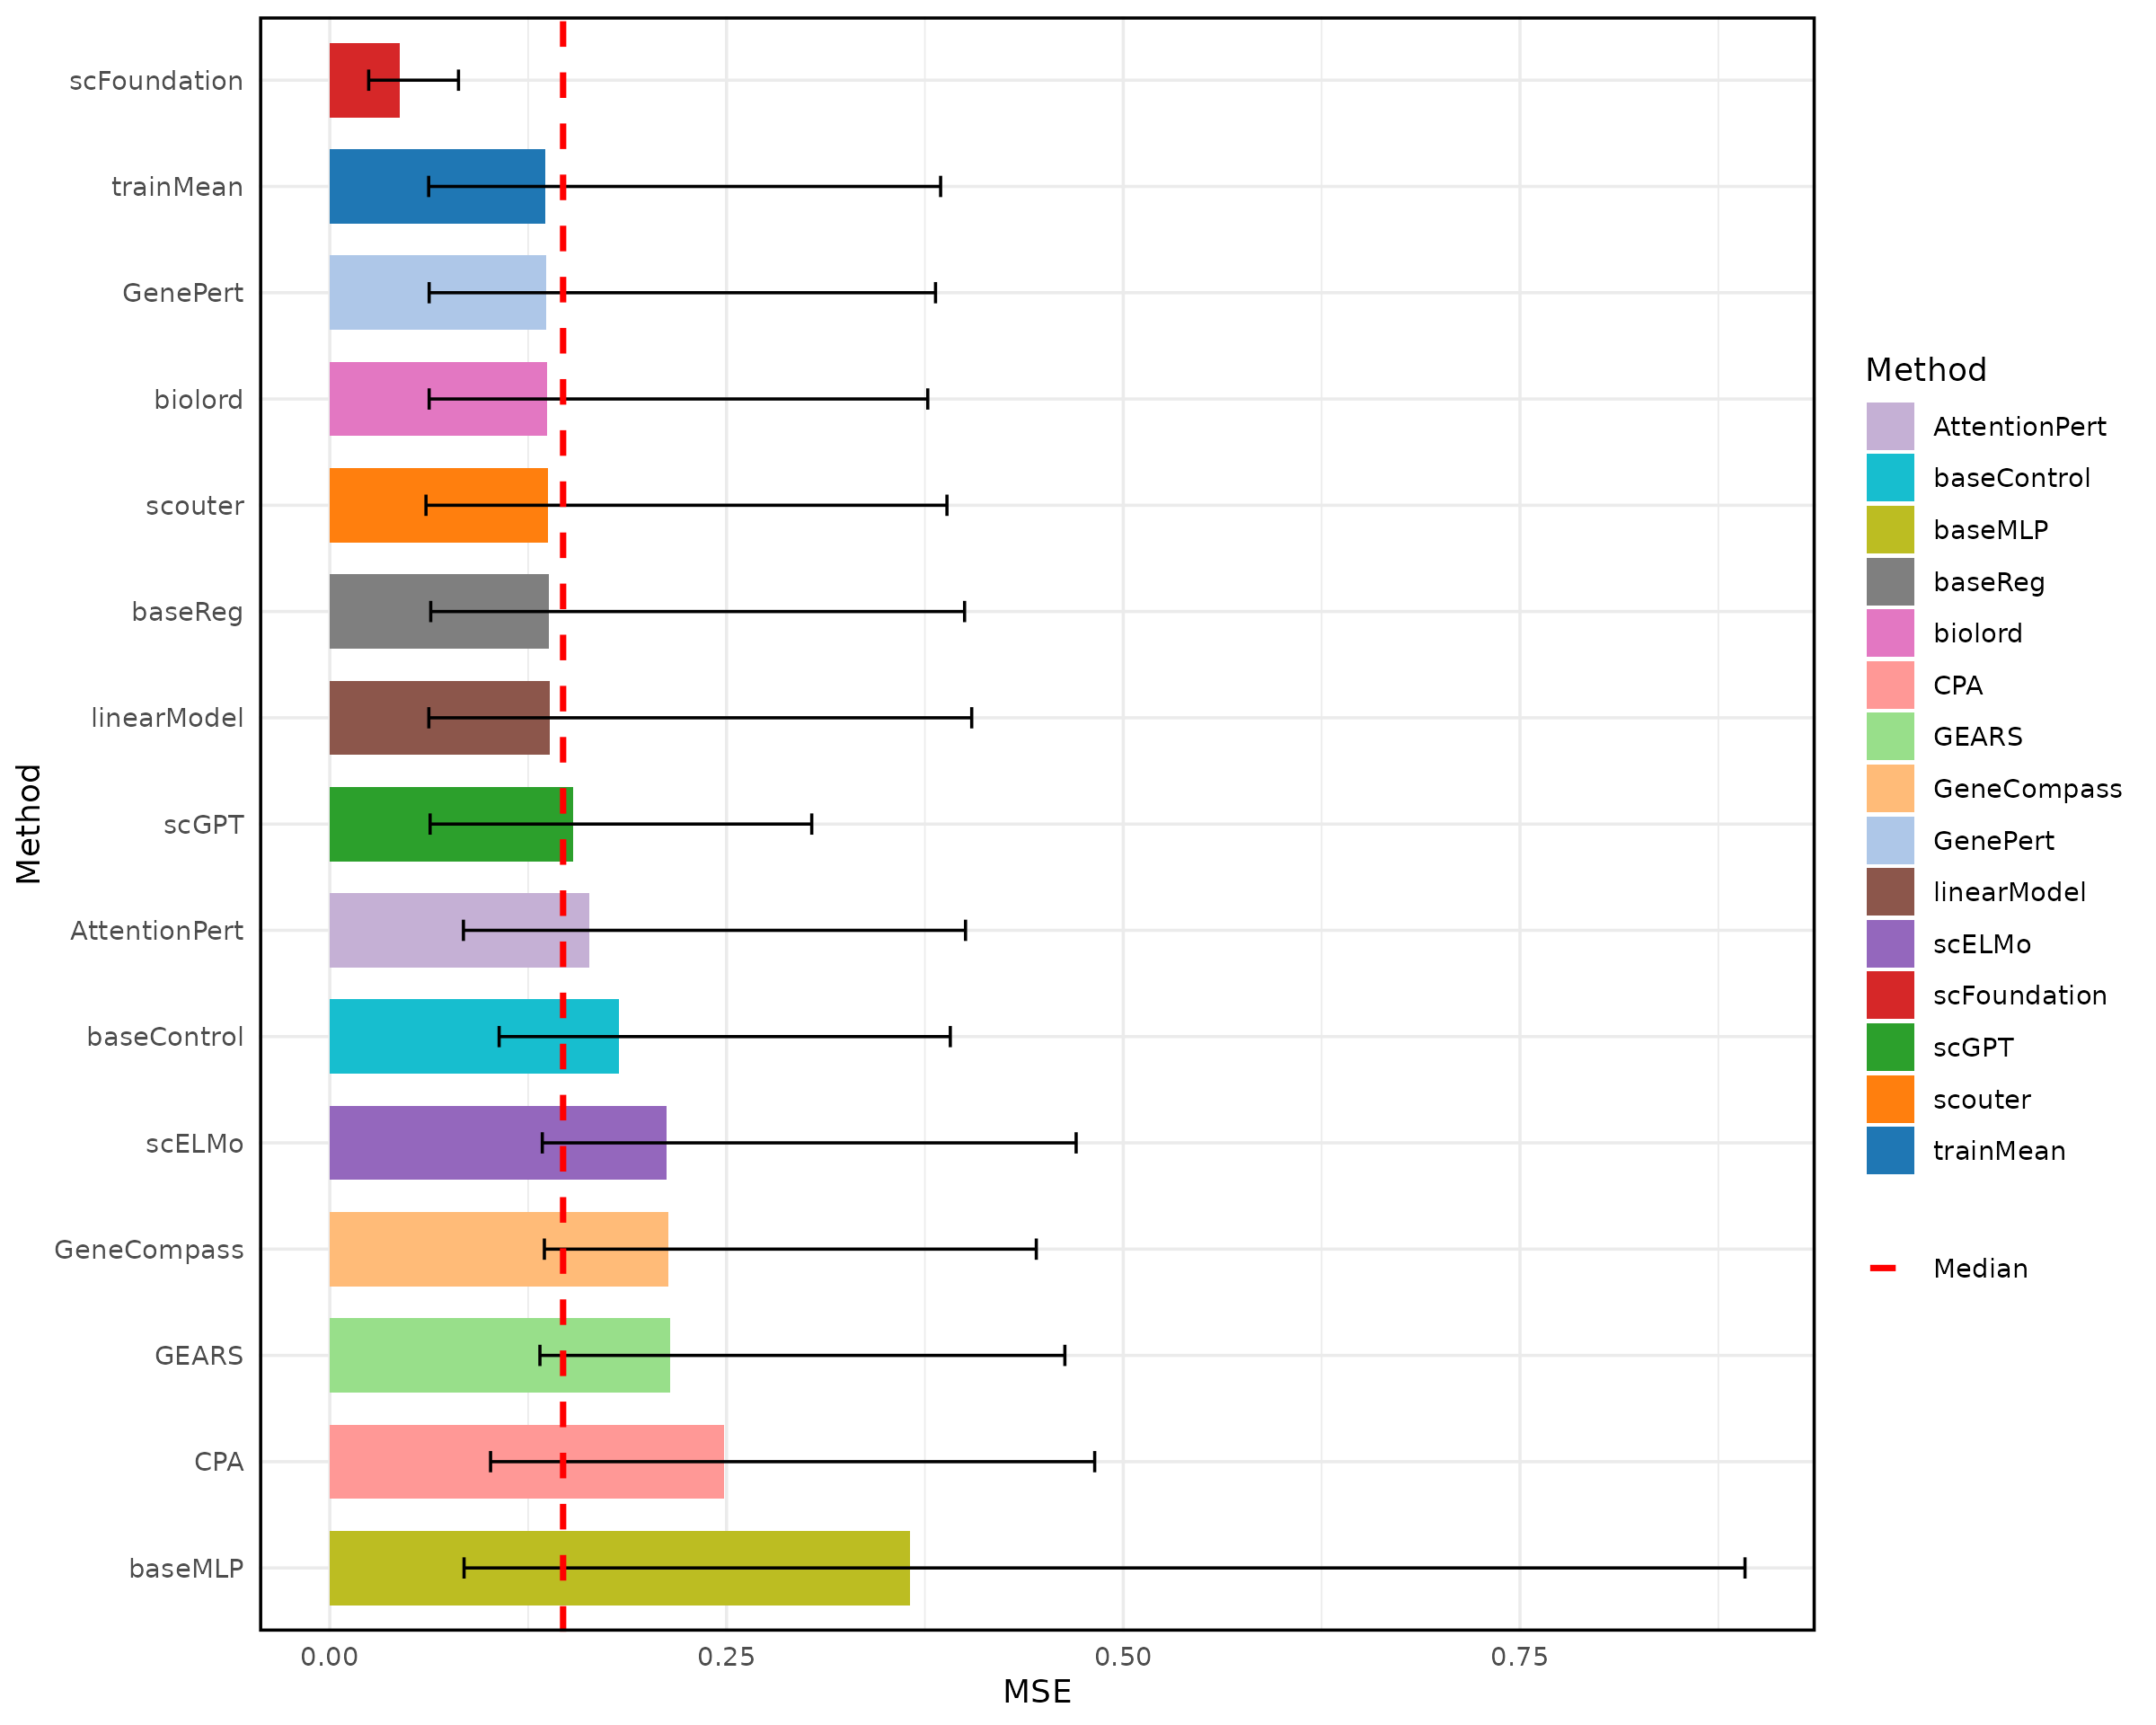 Method
scFoundation
trainMean
GenePert
biolord
scouter
baseReg
linearModel
scGPT
AttentionPert
baseControl
scELMo
GeneCompass
GEARS
CPA
baseMLP
0.00 0.25 0.50 0.75
MSE
Method
AttentionPert
baseControl
baseMLP
baseReg
biolord
CPA
GEARS
GeneCompass
GenePert
linearModel
scELMo
scFoundation
scGPT
scouter
trainMean
Median